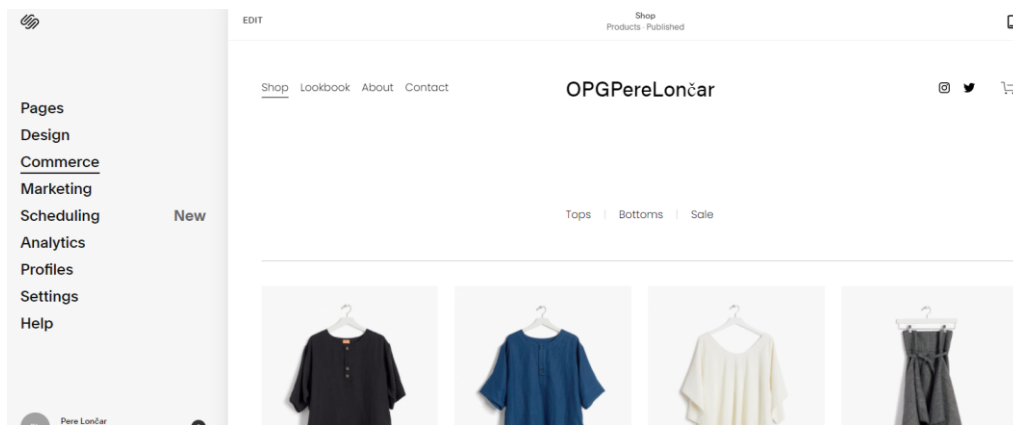 EDIT
Shop
Products · Published
Shop Lookbook About Contact
OPGPereLončar
Pages
Design
Commerce
Marketing
Scheduling New
Analytics
Profiles
Settings
Help
Tops | Bottoms | Sale
Pere Lončar